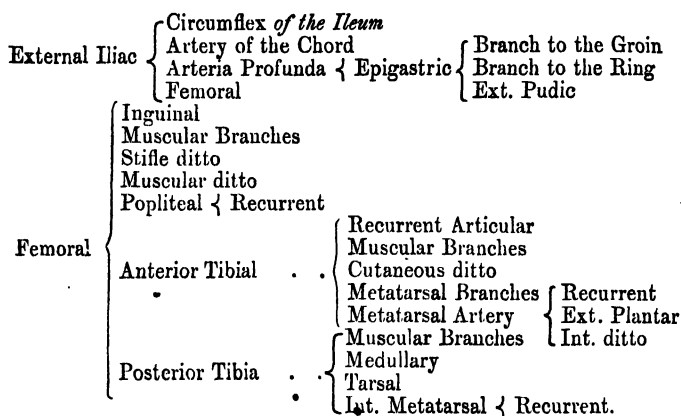 Circumflex of the Ileum
Artery of the Chord { Branch to the Groin
External Iliac { Arteria Profunda { Epigastric { Branch to the Ring
Femoral { Ext. Pudic
Inguinal
Muscular Branches
Stifle ditto
Muscular ditto
Popliteal { Recurrent
Femoral { Recurrent Articular
Muscular Branches
Anterior Tibial . . { Cutaneous ditto
Metatarsal Branches { Recurrent
Metatarsal Artery { Ext. Plantar
Muscular Branches { Int. ditto
Medullary
Posterior Tibia . . { Tarsal
Int. Metatarsal { Recurrent.